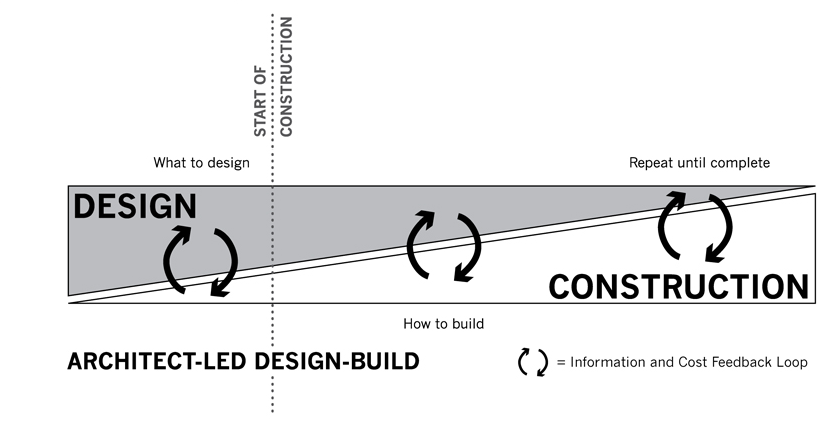 START OF
CONSTRUCTION
What to design
Repeat until complete
DESIGN
CONSTRUCTION
How to build
ARCHITECT-LED DESIGN-BUILD
= Information and Cost Feedback Loop